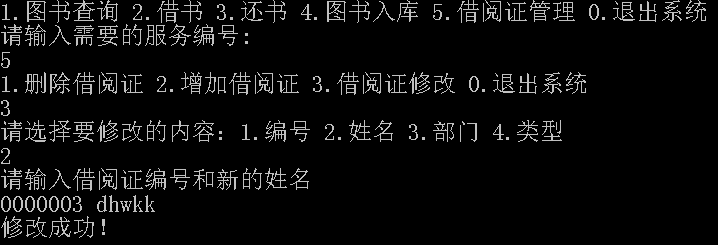 1.图书查询 2.借书 3.还书 4.图书入库 5.借阅证管理 0.退出系统
请输入需要的服务编号:
5
1.删除借阅证 2.增加借阅证 3.借阅证修改 0.退出系统
3
请选择要修改的内容: 1.编号 2.姓名 3.部门 4.类型
2
请输入借阅证编号和新的姓名
0000003 dhwkk
修改成功!